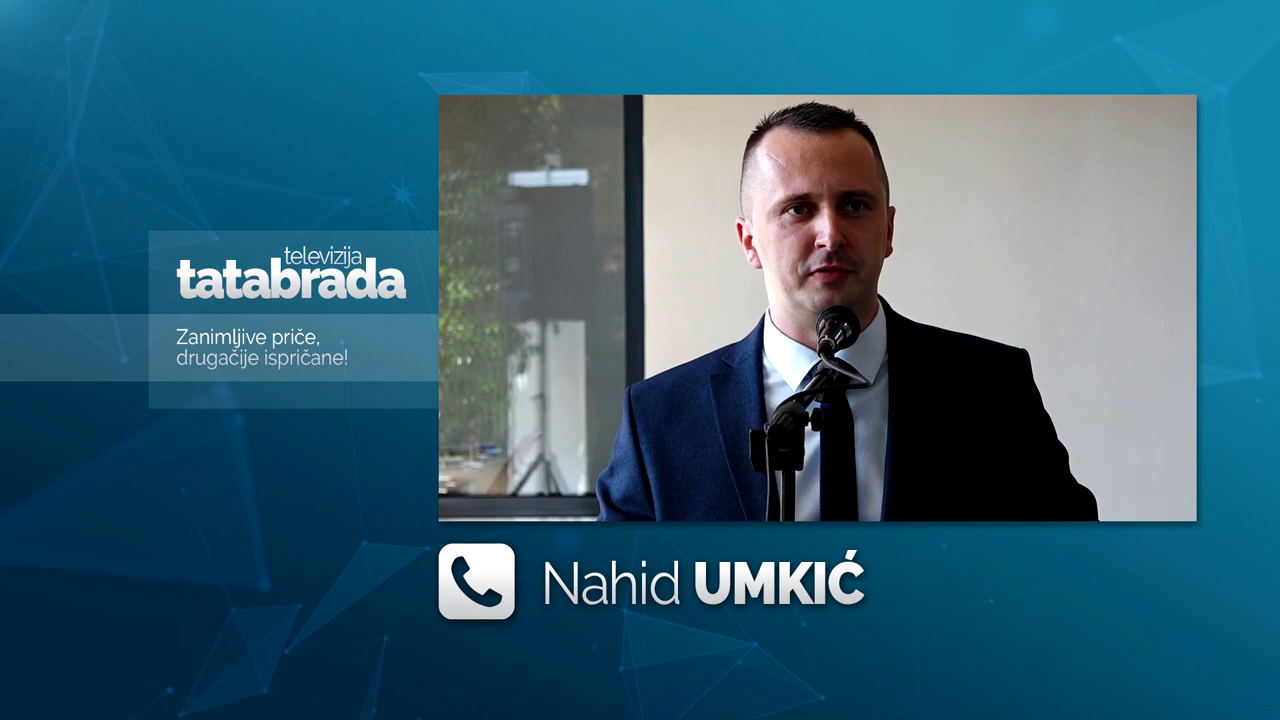 televizija
tatabrada
Zanimljive priče,
drugačije ispričane!
Nahid UMKIĆ